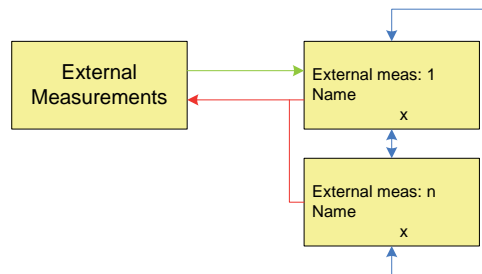 External
Measurements
External meas: 1
Name
x
External meas: n
Name
x